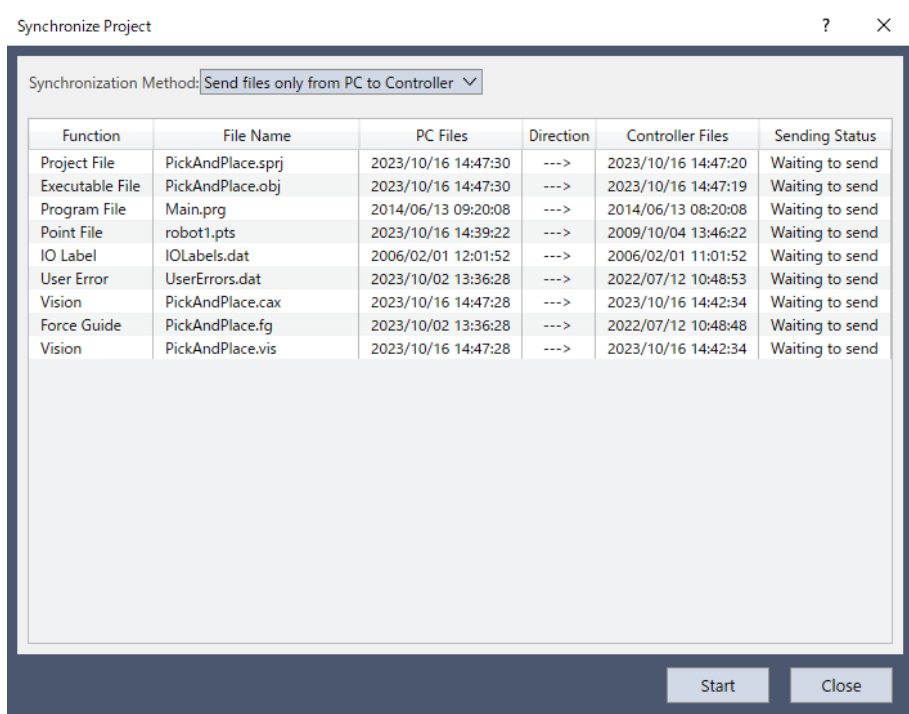 Synchronize Project
Synchronization Method: Send files only from PC to Controller
Function File Name PC Files Direction Controller Files Sending Status
Project File PickAndPlace.sprj 2023/10/16 14:47:30 ---> 2023/10/16 14:47:20 Waiting to send
Executable File PickAndPlace.obj 2023/10/16 14:47:30 ---> 2023/10/16 14:47:19 Waiting to send
Program File Main.prg 2014/06/13 09:20:08 ---> 2014/06/13 08:20:08 Waiting to send
Point File robot1.pts 2023/10/16 14:39:22 ---> 2009/10/04 13:46:22 Waiting to send
IO Label IOLabels.dat 2006/02/01 12:01:52 ---> 2006/02/01 11:01:52 Waiting to send
User Error UserErrors.dat 2023/10/02 13:36:28 ---> 2022/07/12 10:48:53 Waiting to send
Vision PickAndPlace.cax 2023/10/16 14:47:28 ---> 2023/10/16 14:42:34 Waiting to send
Force Guide PickAndPlace.fg 2023/10/02 13:36:28 ---> 2022/07/12 10:48:48 Waiting to send
Vision PickAndPlace.vis 2023/10/16 14:47:28 ---> 2023/10/16 14:42:34 Waiting to send
Start Close